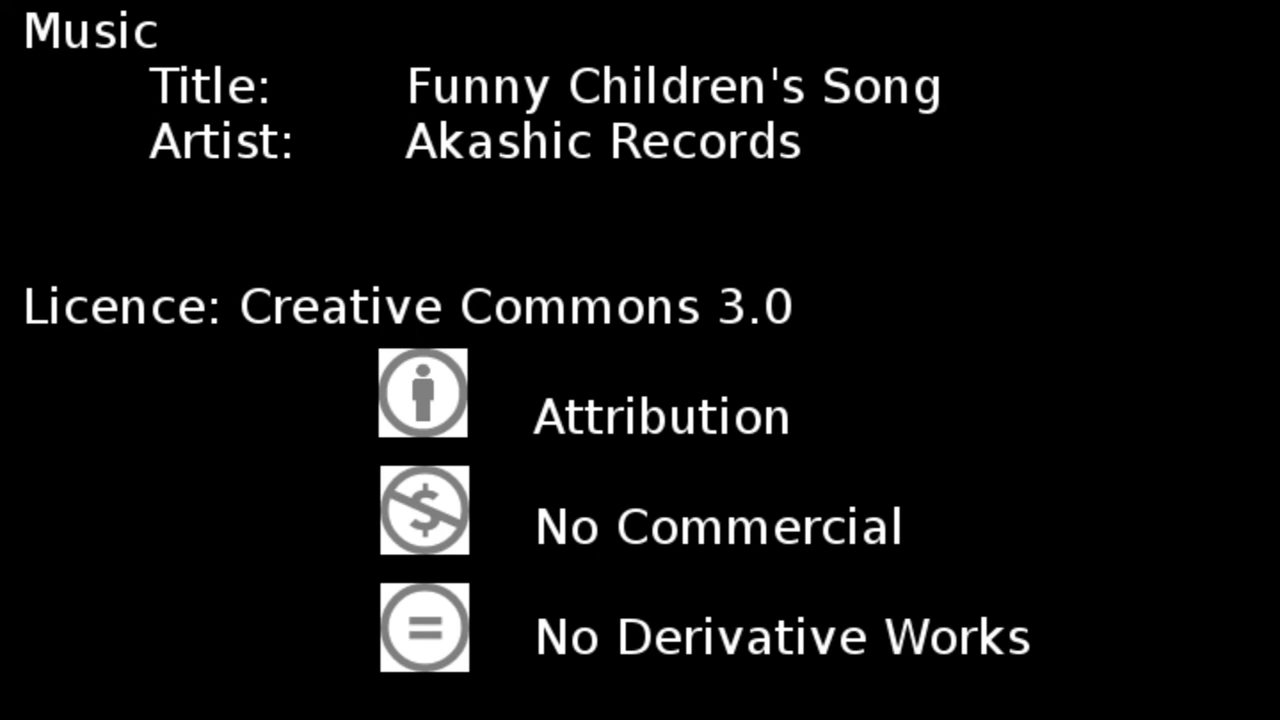 Music
Title: Funny Children's Song
Artist: Akashic Records
Licence: Creative Commons 3.0
Attribution
$
No Commercial
=
No Derivative Works